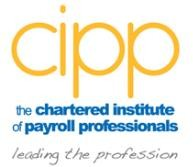 cipp
the chartered institute
of payroll professionals
leading the profession